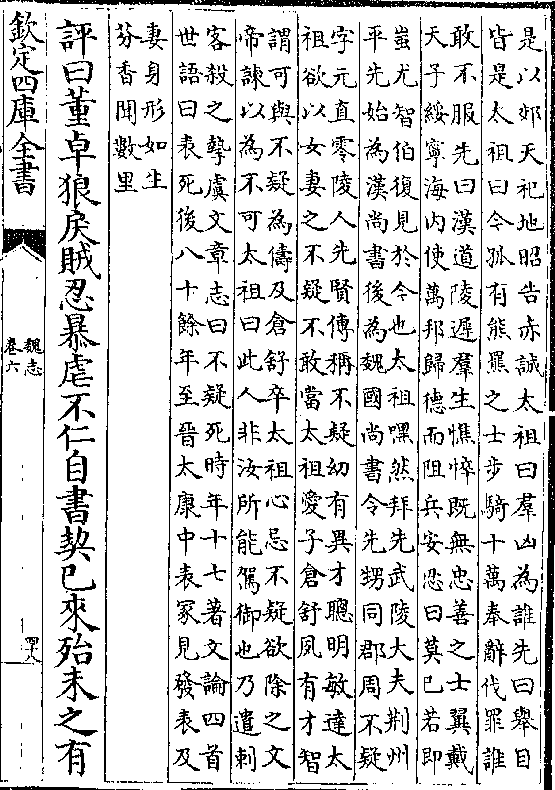 是以郊天祀地昭告赤誠太祖曰羣凶為誰先曰舉目
皆是太祖曰今孤有熊羆之士步騎十萬奉辭伐罪誰
敢不服先曰漢道陵遲羣生憔悴既無忠善之士翼戴
天子綏寧海内使萬邦歸德而阻兵安忍曰莫已若即
蚩尤智伯復見於今也太祖嘿然拜先武陵大夫荆州
平先始為漢尚書後為魏國尚書令先甥同郡周不疑
字元直零陵人先賢傳稱不疑幼有異才聰明敏達太
祖欲以女妻之不疑不敢當太祖愛子倉舒夙有才智
謂可與不疑為儔及倉舒卒太祖心忌不疑欲除之文
帝諫以為不可太祖曰此人非汝所能駕御也乃遣刺
客殺之摯虞文章志曰不疑死時年十七著文論四首
世語曰表死後八十餘年至晉太康中表冢見發表及
妻身形如生
芬香聞數里
評曰董卓狼戾賊忍暴虐不仁自書契已來殆未之有
欽定四庫全書
魏志
卷六